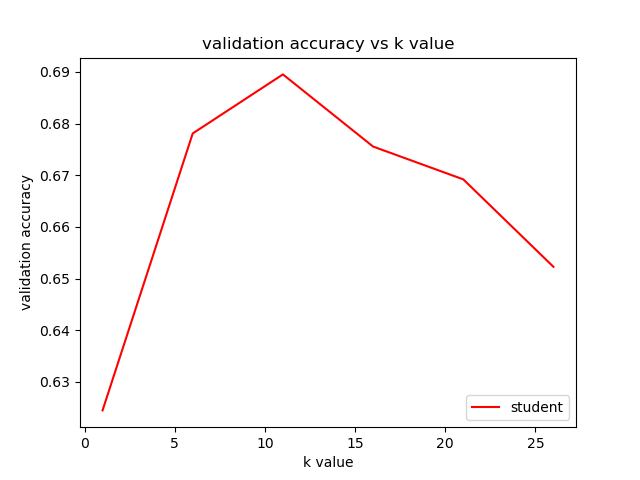 validation accuracy vs k value
0.69
0.68
0.67
0.66
0.65
0.64
0.63
validation accuracy
student
0 5 10 15 20 25
k value